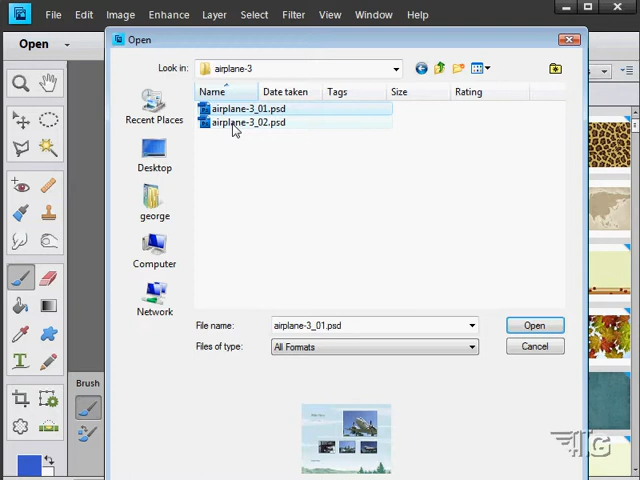 File Edit Image Enhance Layer Select Filter View Window Help
Open
Open
Look in: airplane-3
Name Date taken Tags Size Rating
airplane-3_01.psd
airplane-3_02.psd
Recent Places
Desktop
george
Computer
Network
File name: airplane-3_01.psd Open
Files of type: All Formats Cancel
Brush
T
HG